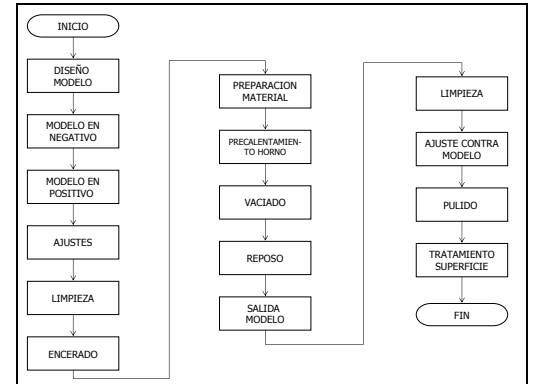 INICIO
DISEÑO
MODELO
MODELO EN
NEGATIVO
MODELO EN
POSITIVO
AJUSTES
LIMPIEZA
ENCERADO
PREPARACION
MATERIAL
PRECALENTAMIEN-
TO HORNO
VACIADO
REPOSO
SALIDA
MODELO
LIMPIEZA
AJUSTE CONTRA
MODELO
PULIDO
TRATAMIENTO
SUPERFICIE
FIN